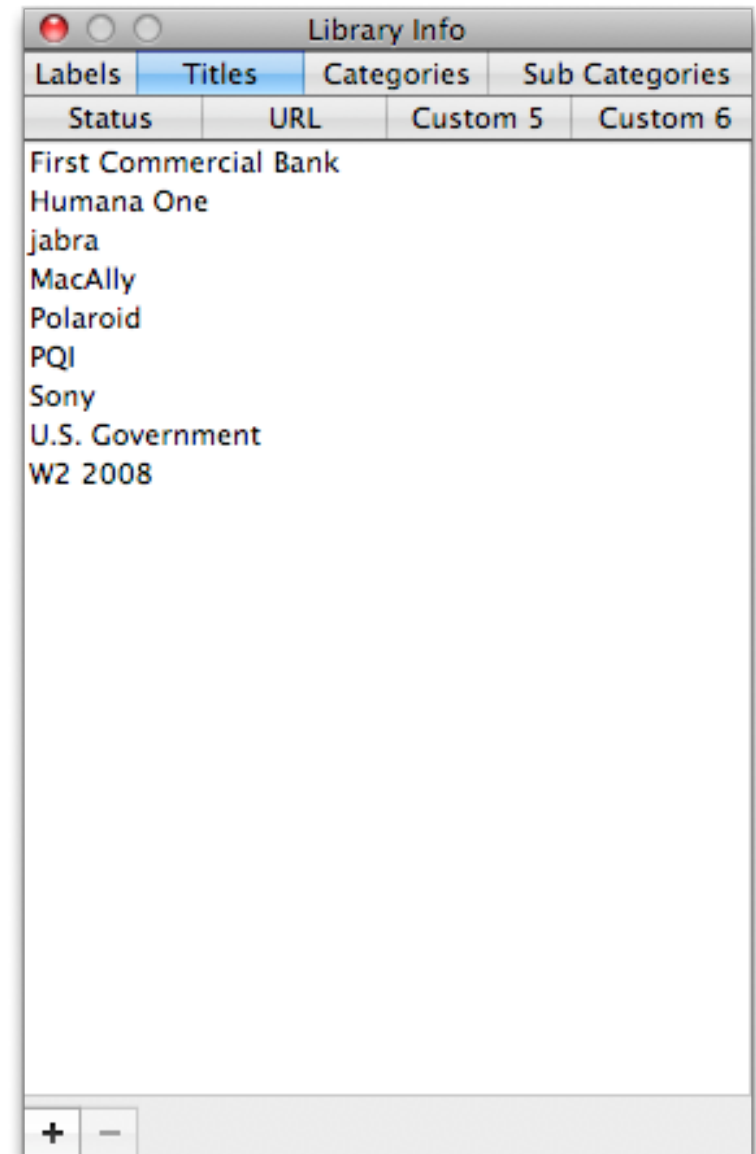 Library Info
Labels Titles Categories Sub Categories
Status URL Custom 5 Custom 6
First Commercial Bank
Humana One
jabra
MacAlly
Polaroid
PQI
Sony
U.S. Government
W2 2008
+ −